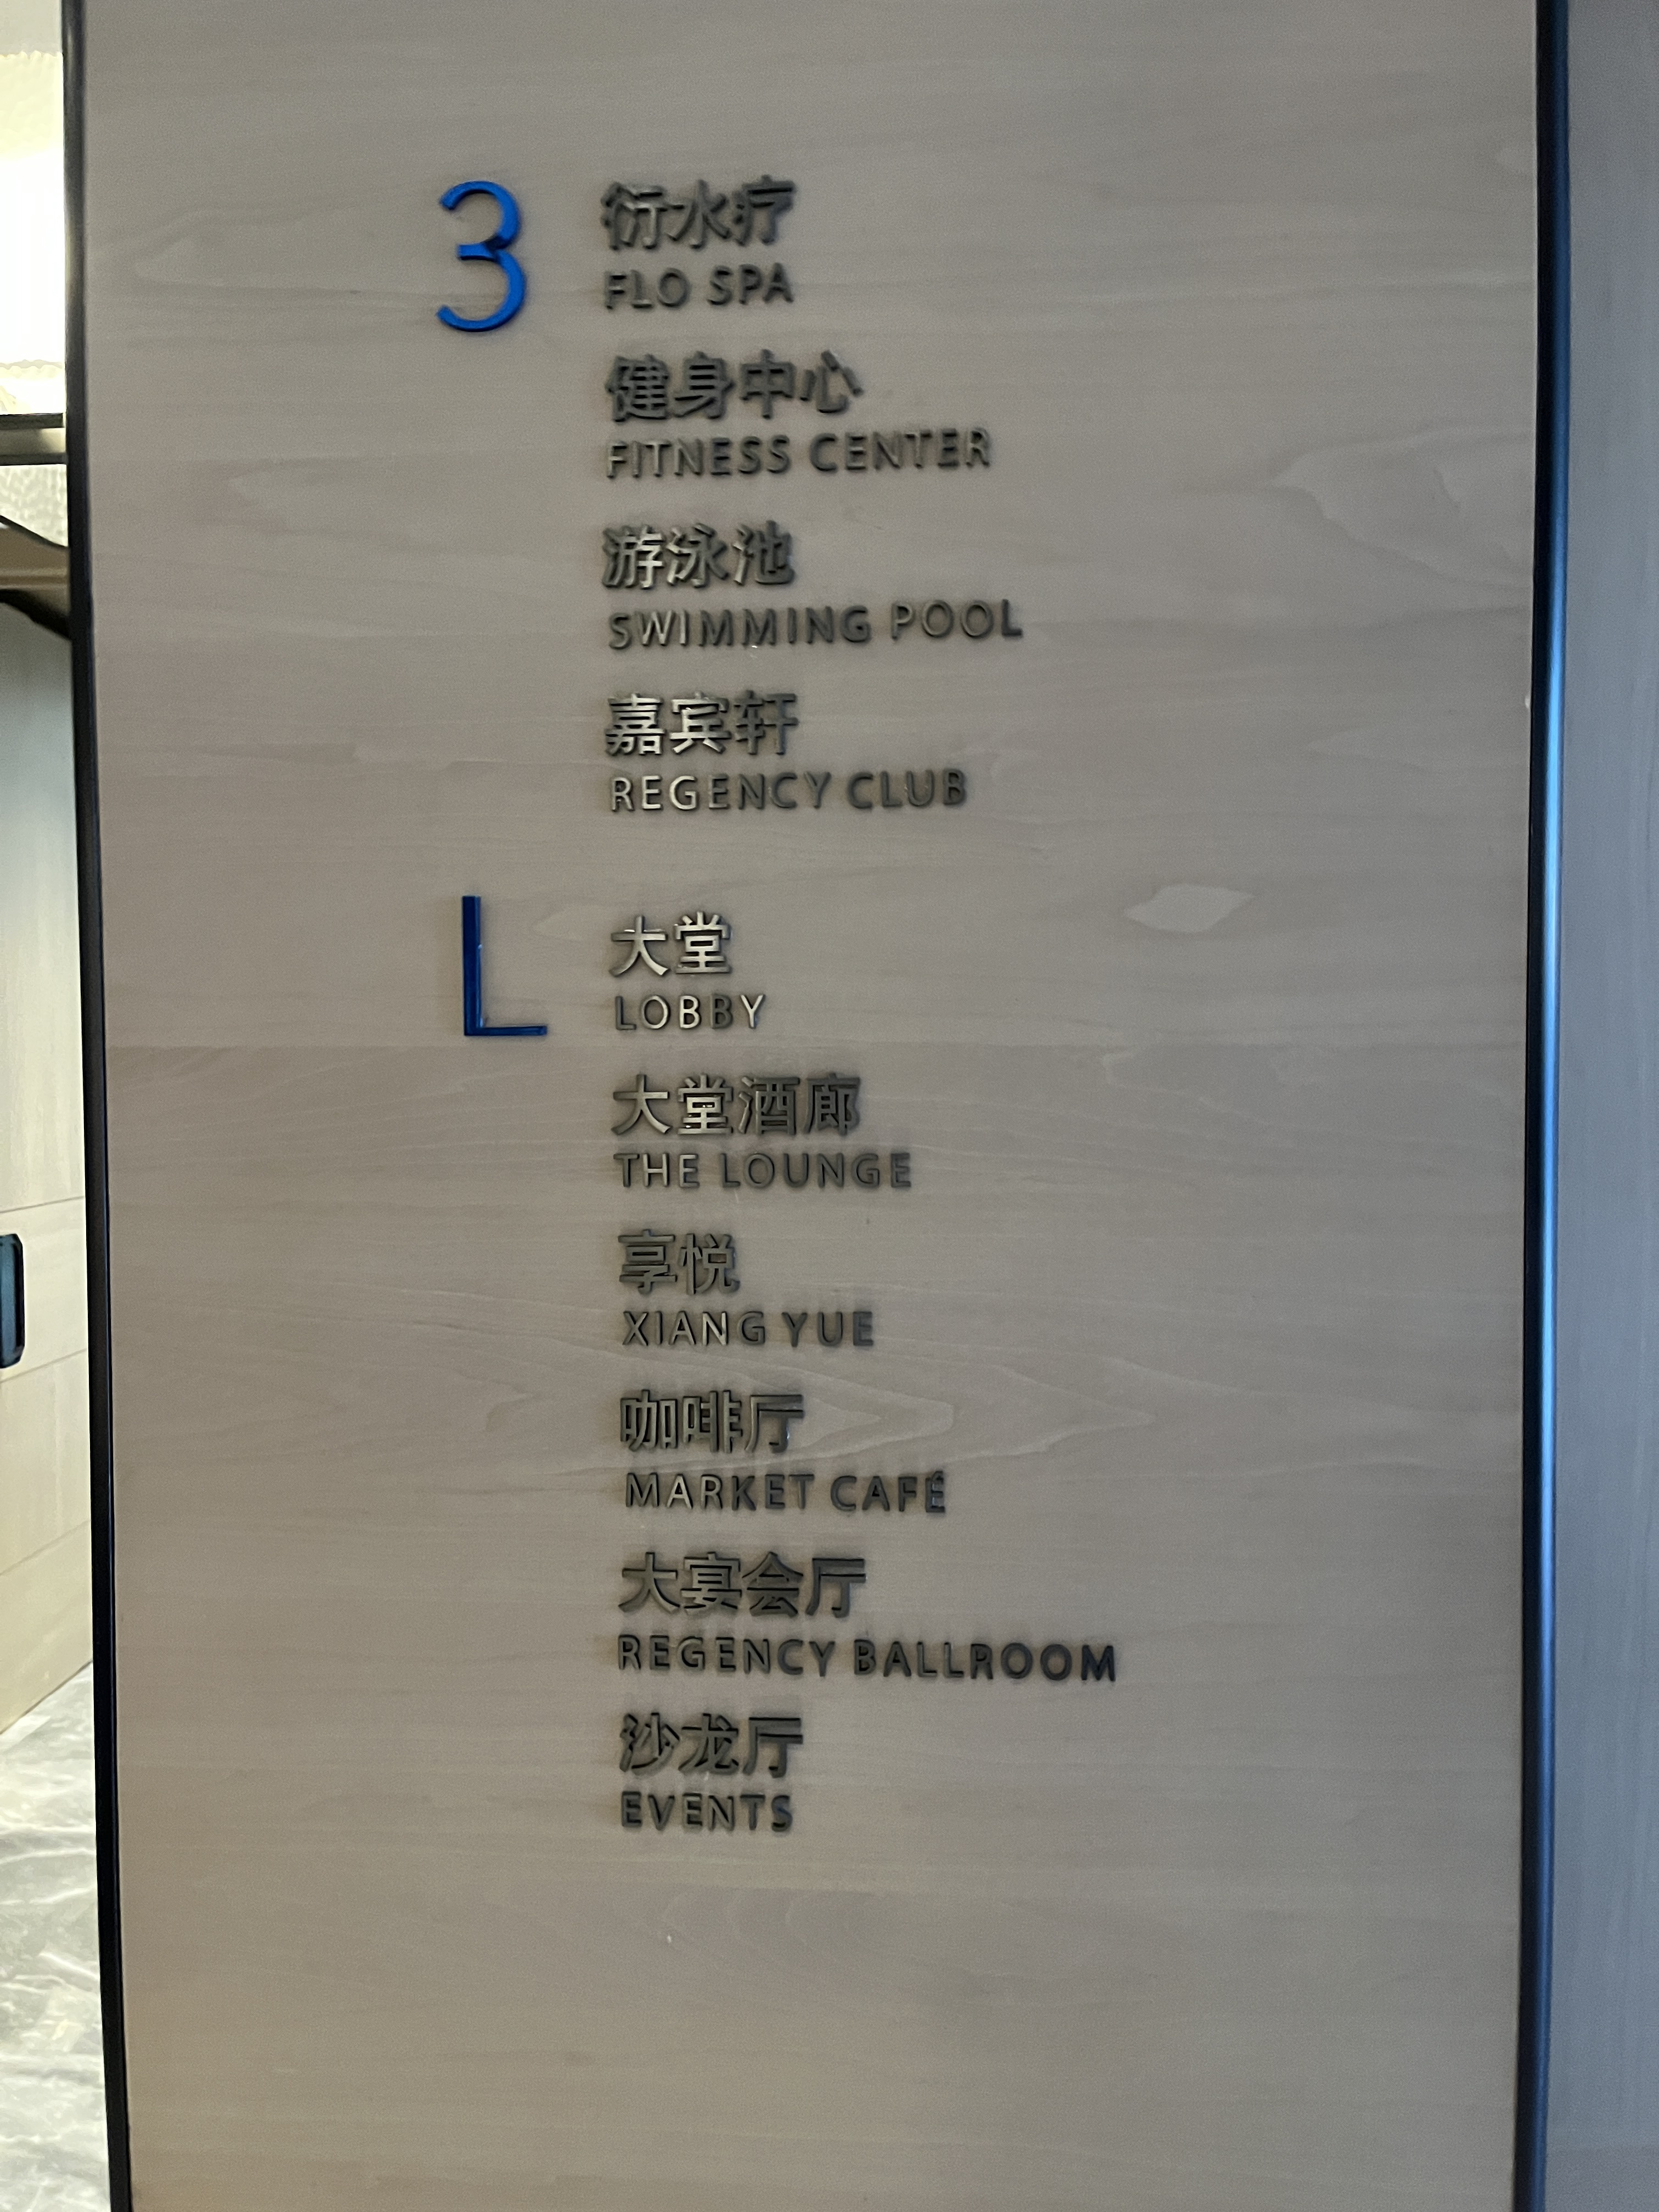 3
衍水疗
FLO SPA
健身中心
FITNESS CENTER
游泳池
SWIMMING POOL
嘉宾轩
REGENCY CLUB
L
大堂
LOBBY
大堂酒廊
THE LOUNGE
享悦
XIANG YUE
咖啡厅
MARKET CAFÉ
大宴会厅
REGENCY BALLROOM
沙龙厅
EVENTS